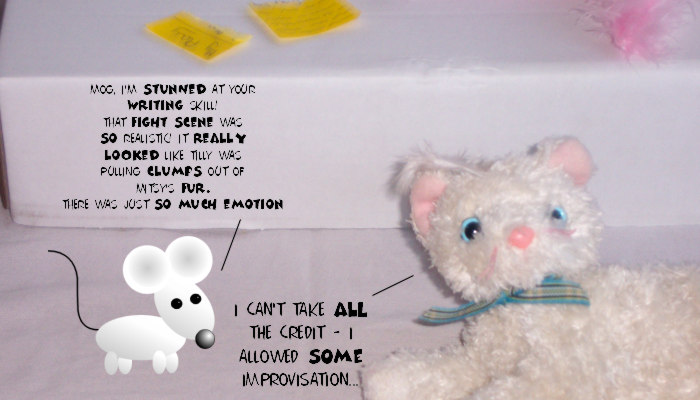 MOG, I'M STUNNED AT YOUR
WRITING SKILL!
THAT FIGHT SCENE WAS
SO REALISTIC! IT REALLY
LOOKED LIKE TILLY WAS
PULLING CLUMPS OUT OF
MITSY'S FUR.
THERE WAS JUST SO MUCH EMOTION
I CAN'T TAKE ALL
THE CREDIT - I
ALLOWED SOME
IMPROVISATION...